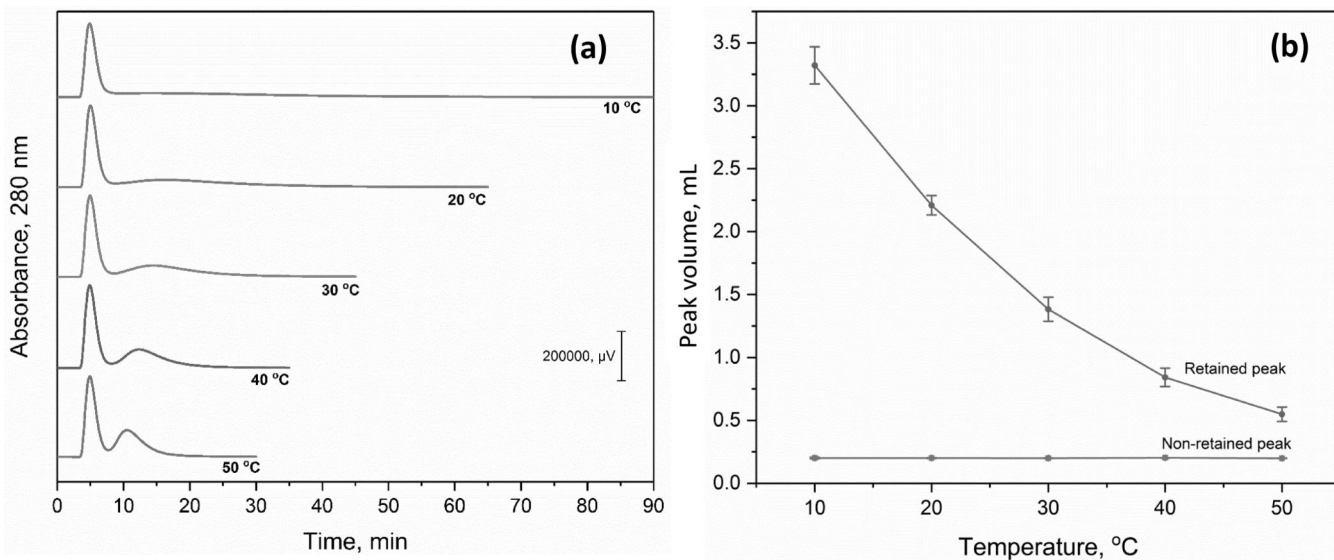 (a)
10 °C
20 °C
30 °C
40 °C
50 °C
200000, µV
Absorbance, 280 nm
0 10 20 30 40 50 60 70 80 90
Time, min
(b)
3.5
3.0
2.5
2.0
1.5
1.0
0.5
0.0
Peak volume, mL
Retained peak
Non-retained peak
10 20 30 40 50
Temperature, °C